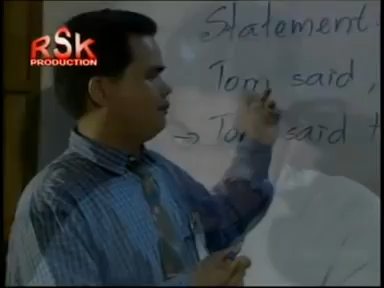 RSK
PRODUCTION
Statement
Tom said,
→ Tom said t